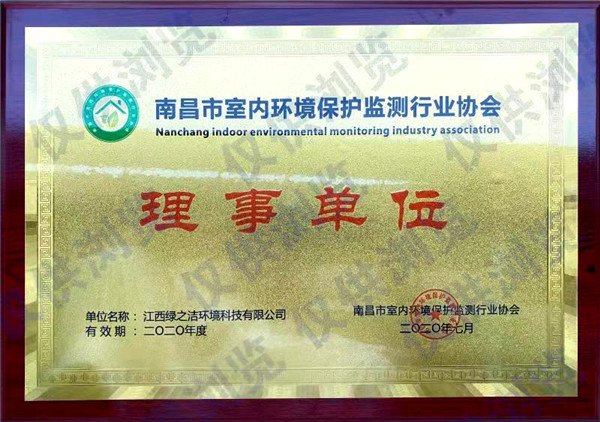 南昌市室内环境保护监测行业协会
Nanchang indoor environmental monitoring industry association
理事单位
单位名称：江西绿之洁环境科技有限公司
有效期：二〇二〇年度
南昌市室内环境保护监测行业协会
二〇二〇年七月
仅供浏览